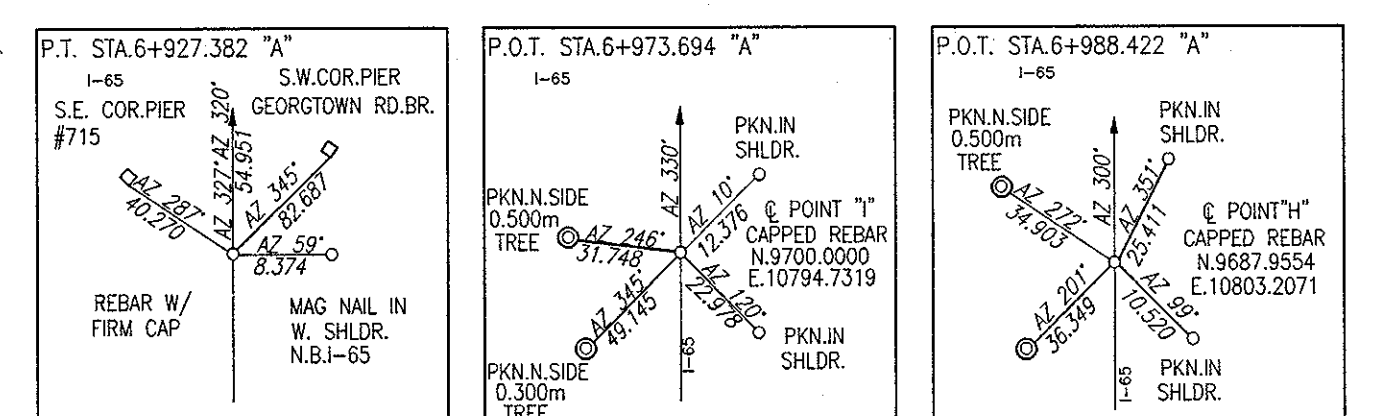 P.T. STA.6+927.382 "A"
I-65
S.W.COR.PIER
GEORGTOWN RD.BR.
S.E. COR.PIER
#715
AZ 327° AZ 320°
54.951
AZ 287°
40.270
AZ 345°
82.687
AZ 59°
8.374
REBAR W/
FIRM CAP
MAG NAIL IN
W. SHLDR.
N.B.I-65
P.O.T. STA.6+973.694 "A"
I-65
PKN.IN
SHLDR.
AZ 330°
AZ 10°
12.376
PKN.N.SIDE
0.500m
TREE
AZ 246°
31.748
℄ POINT "I"
CAPPED REBAR
N.9700.0000
E.10794.7319
AZ 345°
49.145
AZ 120°
22.978
I-65
PKN.IN
SHLDR.
PKN.N.SIDE
0.300m
TREE
P.O.T. STA.6+988.422 "A"
I-65
PKN.N.SIDE
0.500m
TREE
PKN.IN
SHLDR.
AZ 300°
AZ 351°
25.411
AZ 272°
34.903
℄ POINT"H"
CAPPED REBAR
N.9687.9554
E.10803.2071
AZ 201°
36.349
AZ 99°
10.520
I-65
PKN.IN
SHLDR.